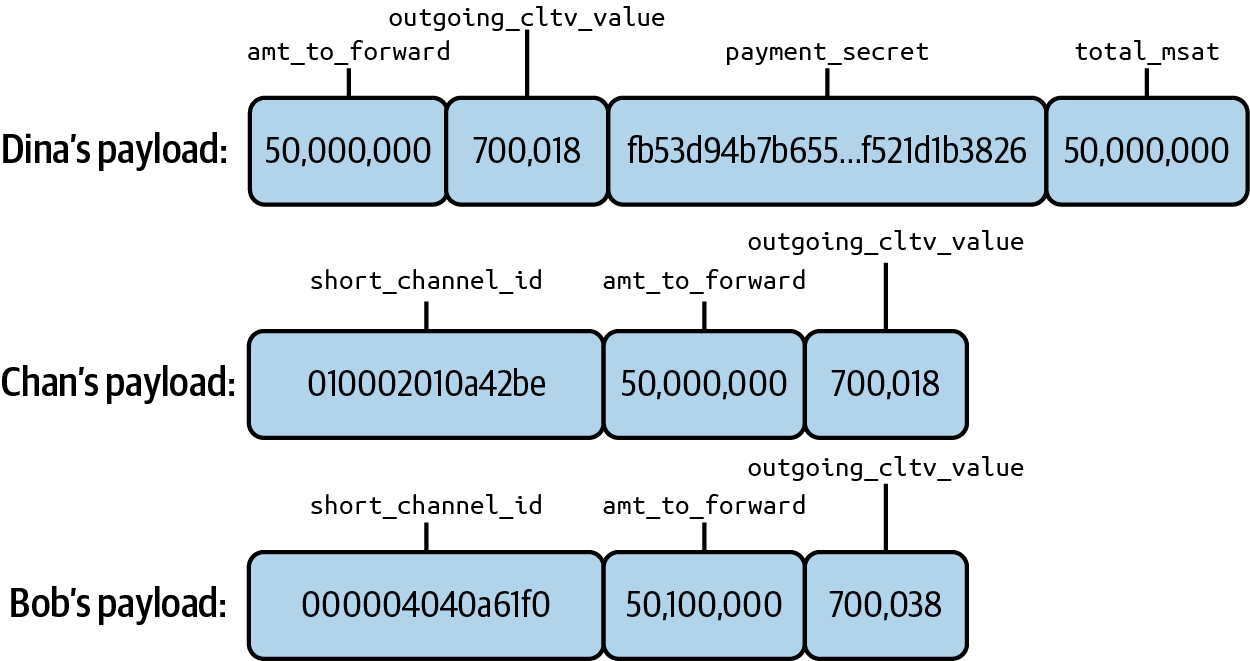 outgoing_cltv_value
amt_to_forward payment_secret total_msat
Dina's payload: 50,000,000 700,018 fb53d94b7b655...f521d1b3826 50,000,000
outgoing_cltv_value
short_channel_id amt_to_forward
Chan's payload: 010002010a42be 50,000,000 700,018
outgoing_cltv_value
short_channel_id amt_to_forward
Bob's payload: 000004040a61f0 50,100,000 700,038